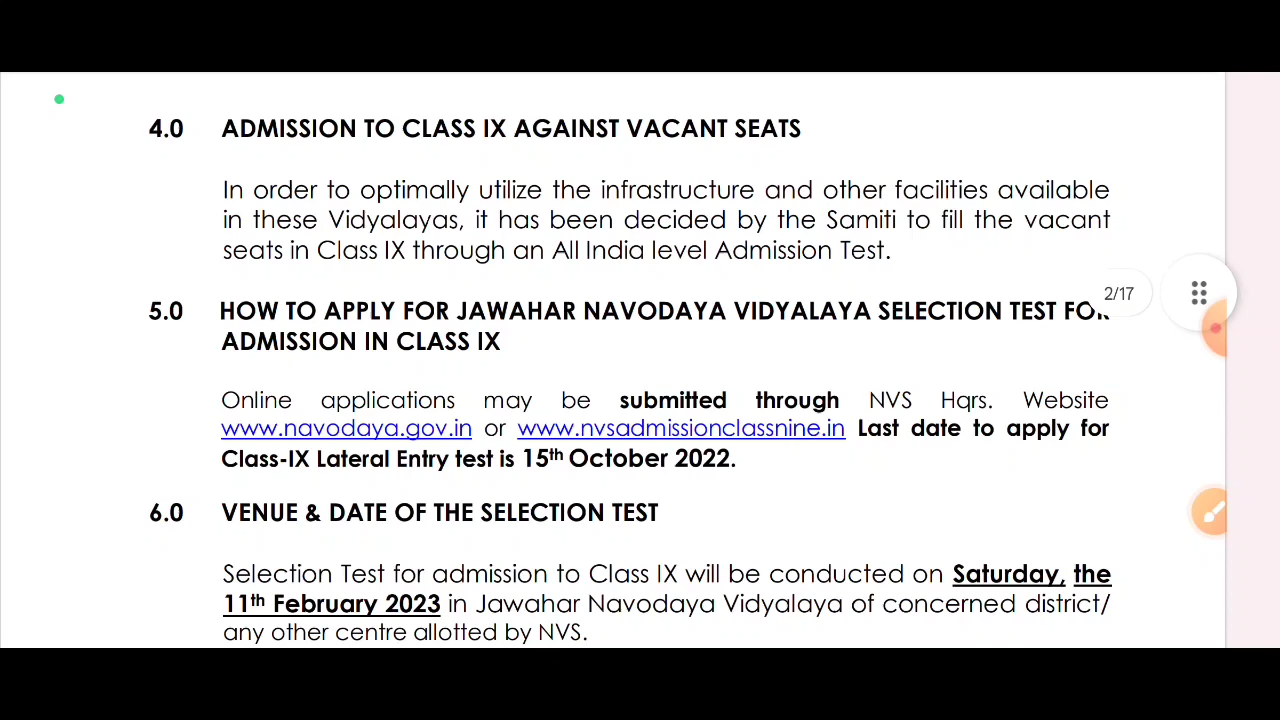 4.0 ADMISSION TO CLASS IX AGAINST VACANT SEATS
In order to optimally utilize the infrastructure and other facilities available
in these Vidyalayas, it has been decided by the Samiti to fill the vacant
seats in Class IX through an All India level Admission Test.
2/17
5.0 HOW TO APPLY FOR JAWAHAR NAVODAYA VIDYALAYA SELECTION TEST FOR
ADMISSION IN CLASS IX
Online applications may be submitted through NVS Hqrs. Website
www.navodaya.gov.in or www.nvsadmissionclassnine.in Last date to apply for
Class-IX Lateral Entry test is 15th October 2022.
6.0 VENUE & DATE OF THE SELECTION TEST
Selection Test for admission to Class IX will be conducted on Saturday, the
11th February 2023 in Jawahar Navodaya Vidyalaya of concerned district/
any other centre allotted by NVS.